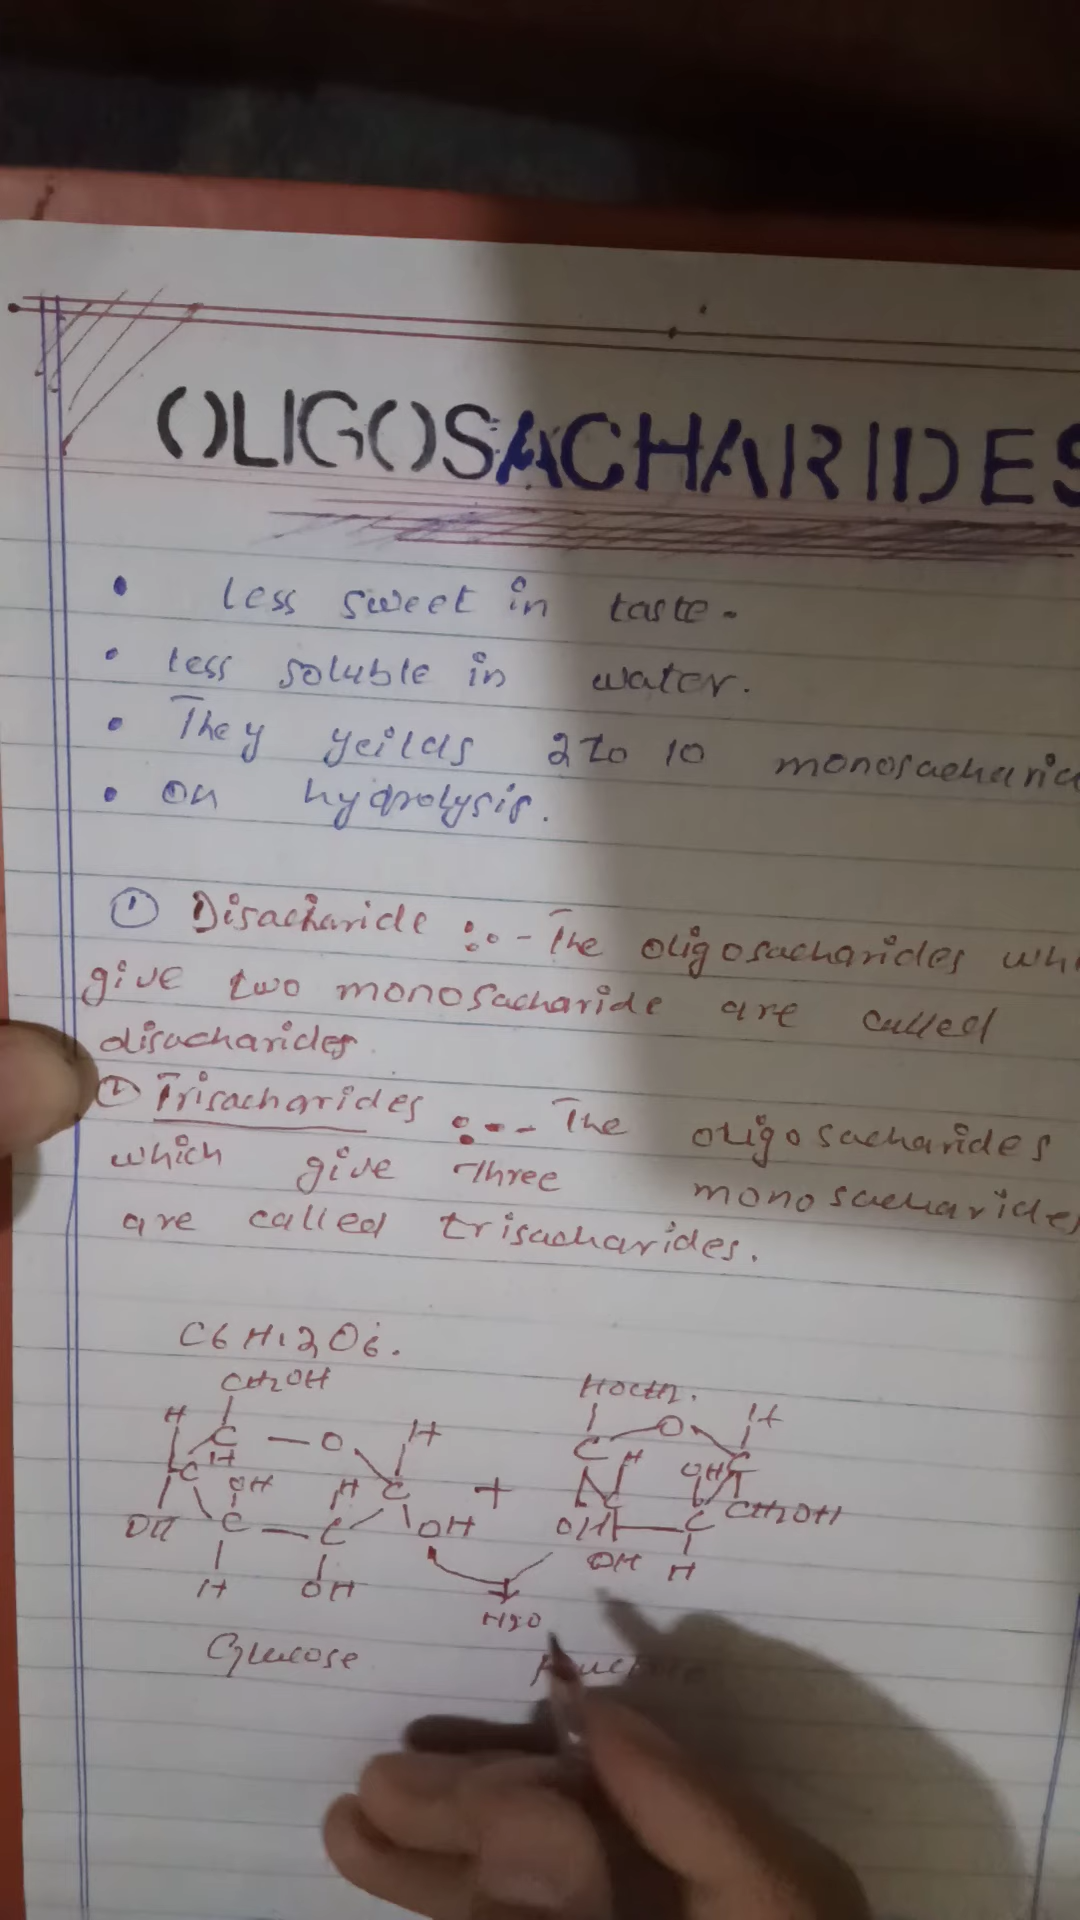 OLIGOSACHARIDES
• Less sweet in taste.
• Less soluble in water.
• They yeilds 2 to 10 monosacharid
• on hydrolysis.
① Disacharide :- The oligosacharides whi
give two monosacharide are called
disacharides.
② Trisacharides :-- The oligosacharides
which give three monosacharides
are called trisacharides.
C6H12O6.
CH2OH HOCH2.
H C O H C O H
C H OH H C + C H OH C
OH C C OH OH C CH2OH
H OH OH H
H2O
Glucose